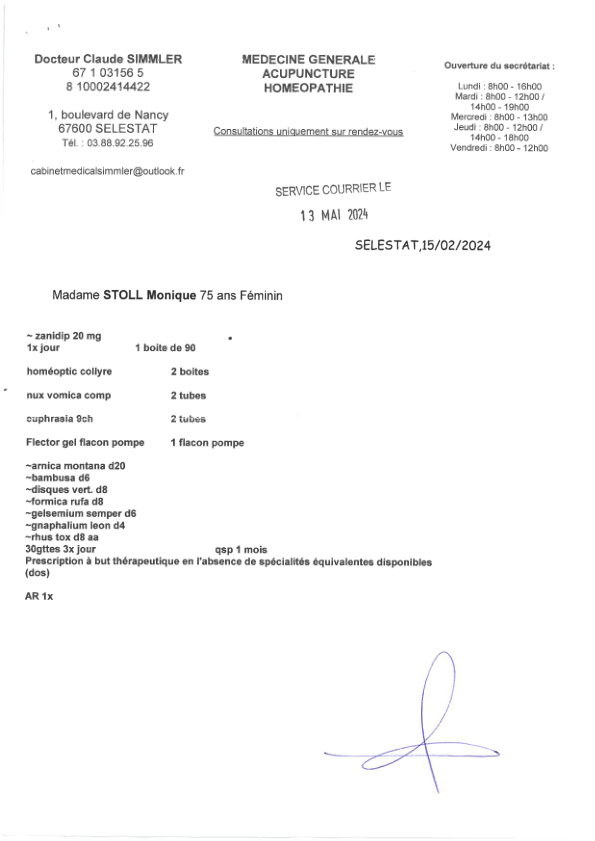 Docteur Claude SIMMLER
67 1 03156 5
8 10002414422
1, boulevard de Nancy
67600 SELESTAT
Tél. : 03.88.92.25.96
cabinetmedicalsimmler@outlook.fr
MEDECINE GENERALE
ACUPUNCTURE
HOMEOPATHIE
Consultations uniquement sur rendez-vous
Ouverture du secrétariat :
Lundi : 8h00 - 16h00
Mardi : 8h00 - 12h00 /
14h00 - 19h00
Mercredi : 8h00 - 13h00
Jeudi : 8h00 - 12h00 /
14h00 - 18h00
Vendredi : 8h00 - 12h00
SERVICE COURRIER LE
13 MAI 2024
SELESTAT,15/02/2024
Madame STOLL Monique 75 ans Féminin
~ zanidip 20 mg
1x jour 1 boite de 90
homéoptic collyre 2 boites
nux vomica comp 2 tubes
euphrasia 9ch 2 tubes
Flector gel flacon pompe 1 flacon pompe
~arnica montana d20
~bambusa d6
~disques vert. d8
~formica rufa d8
~gelsemium semper d6
~gnaphalium leon d4
~rhus tox d8 aa
30gttes 3x jour qsp 1 mois
Prescription à but thérapeutique en l'absence de spécialités équivalentes disponibles
(dos)
AR 1x